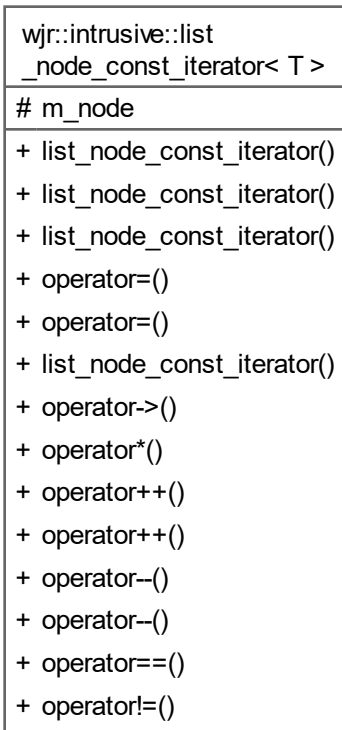 wjr::intrusive::list
_node_const_iterator< T >
# m_node
+ list_node_const_iterator()
+ list_node_const_iterator()
+ list_node_const_iterator()
+ operator=()
+ operator=()
+ list_node_const_iterator()
+ operator->()
+ operator*()
+ operator++()
+ operator++()
+ operator--()
+ operator--()
+ operator==()
+ operator!=()